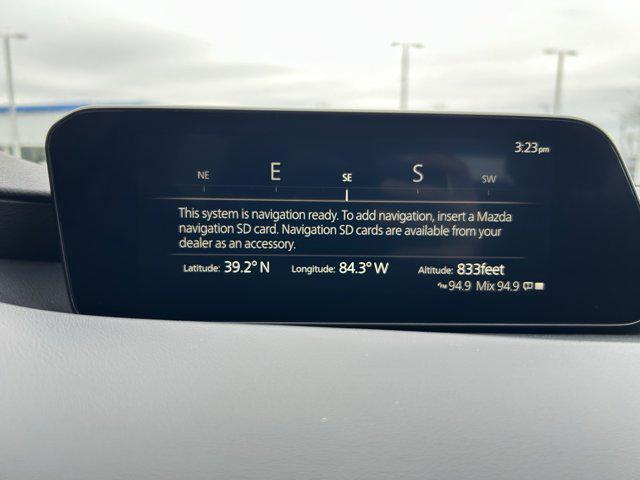 3:23pm
NE E SE S SW
This system is navigation ready. To add navigation, insert a Mazda
navigation SD card. Navigation SD cards are available from your
dealer as an accessory.
Latitude: 39.2° N Longitude: 84.3° W Altitude: 833feet
FM 94.9 Mix 94.9